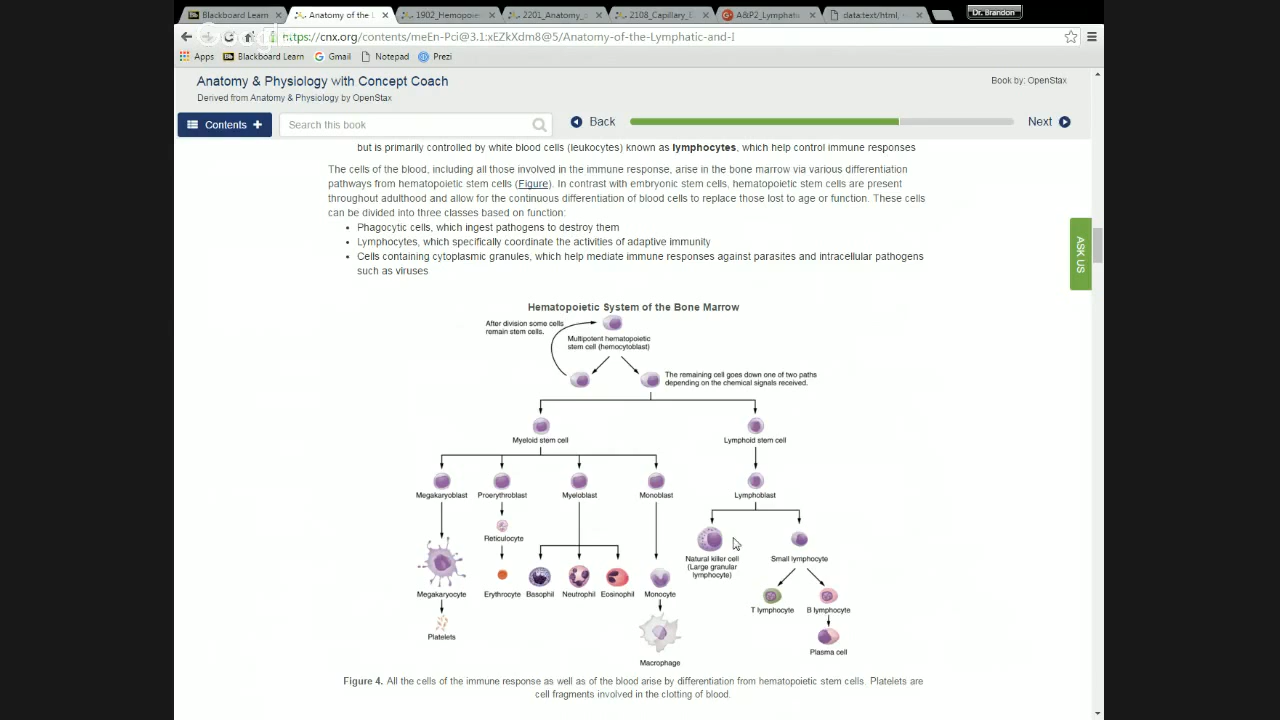 Blackboard Learn
Anatomy of the L
1902_Hemopoie
2201_Anatomy_
2108_Capillary_
A&P2_Lymphatic
data:text/html,
Dr. Brandon
https://cnx.org/contents/meEn-Pci@3.1:xEZkXdm8@5/Anatomy-of-the-Lymphatic-and-I
Apps Blackboard Learn Gmail Notepad Prezi
Anatomy & Physiology with Concept Coach
Book by: OpenStax
Derived from Anatomy & Physiology by OpenStax
Contents +
Search this book
Back
Next
but is primarily controlled by white blood cells (leukocytes) known as lymphocytes, which help control immune responses
The cells of the blood, including all those involved in the immune response, arise in the bone marrow via various differentiation
pathways from hematopoietic stem cells (Figure). In contrast with embryonic stem cells, hematopoietic stem cells are present
throughout adulthood and allow for the continuous differentiation of blood cells to replace those lost to age or function. These cells
can be divided into three classes based on function:
• Phagocytic cells, which ingest pathogens to destroy them
• Lymphocytes, which specifically coordinate the activities of adaptive immunity
• Cells containing cytoplasmic granules, which help mediate immune responses against parasites and intracellular pathogens
such as viruses
ASK US
Hematopoietic System of the Bone Marrow
After division some cells
remain stem cells.
Multipotent hematopoietic
stem cell (hemocytoblast)
The remaining cell goes down one of two paths
depending on the chemical signals received.
Myeloid stem cell
Lymphoid stem cell
Megakaryoblast
Proerythroblast
Myeloblast
Monoblast
Lymphoblast
Reticulocyte
Natural killer cell
(Large granular
lymphocyte)
Small lymphocyte
Megakaryocyte
Erythrocyte
Basophil
Neutrophil
Eosinophil
Monocyte
T lymphocyte
B lymphocyte
Platelets
Macrophage
Plasma cell
Figure 4. All the cells of the immune response as well as of the blood arise by differentiation from hematopoietic stem cells. Platelets are
cell fragments involved in the clotting of blood.